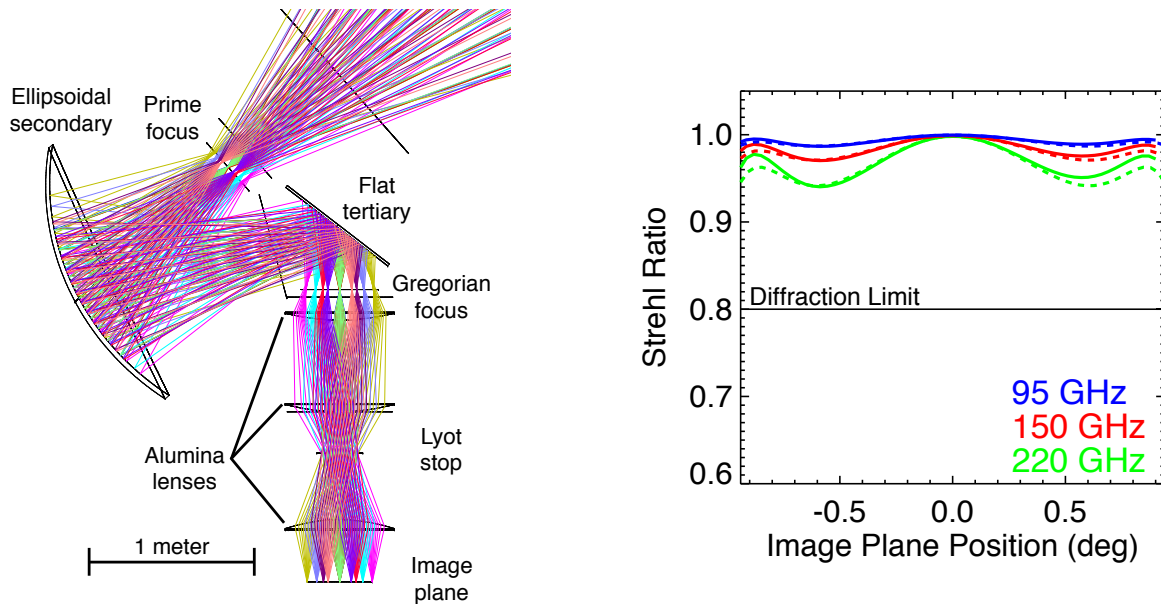 Ellipsoidal
secondary
Prime
focus
Flat
tertiary
Gregorian
focus
Alumina
lenses
Lyot
stop
1 meter
Image
plane
Strehl Ratio
1.0
0.9
0.8
0.7
0.6
Diffraction Limit
95 GHz
150 GHz
220 GHz
-0.5
0.0
0.5
Image Plane Position (deg)